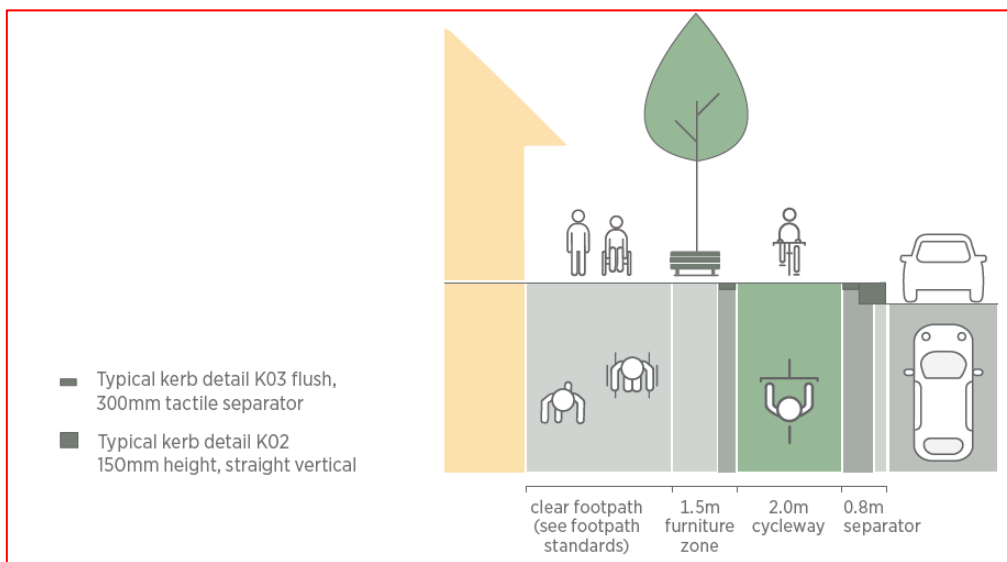 Typical kerb detail K03 flush,
300mm tactile separator
Typical kerb detail K02
150mm height, straight vertical
clear footpath
(see footpath
standards)
1.5m
furniture
zone
2.0m
cycleway
0.8m
separator